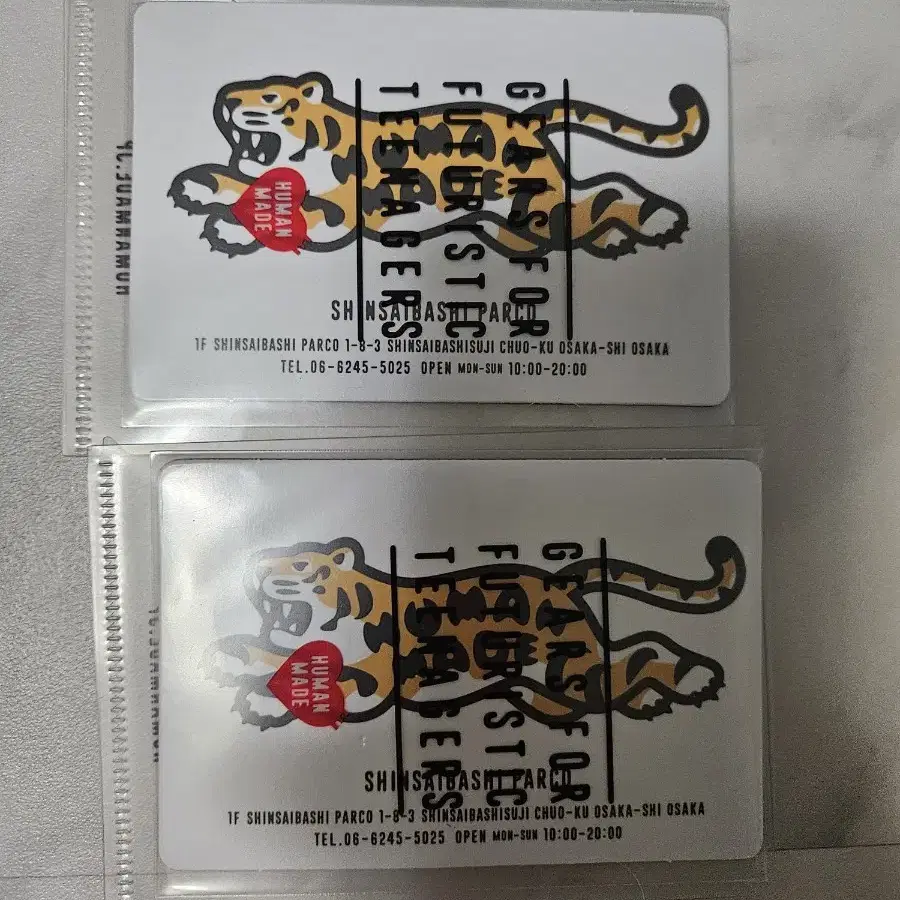 GEARS FOR
FUTURISTIC
TEENAGERS
HUMAN
MADE
SHINSAIBASHI PARCO
1F SHINSAIBASHI PARCO 1-8-3 SHINSAIBASHISUJI CHUO-KU OSAKA-SHI OSAKA
TEL.06-6245-5025 OPEN MON-SUN 10:00-20:00
GEARS FOR
FUTURISTIC
TEENAGERS
HUMAN
MADE
SHINSAIBASHI PARCO
1F SHINSAIBASHI PARCO 1-8-3 SHINSAIBASHISUJI CHUO-KU OSAKA-SHI OSAKA
TEL.06-6245-5025 OPEN MON-SUN 10:00-20:00